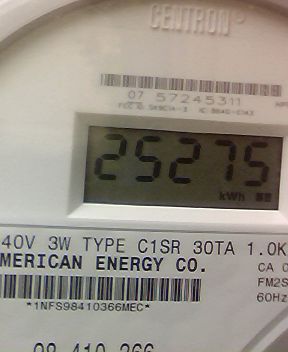 CENTRON®
07 57245311
25275
kWh
40V 3W TYPE C1SR 30TA 1.0K
MERICAN ENERGY CO.
CA 0
FM2S
60Hz
*1NFS98410366MEC*